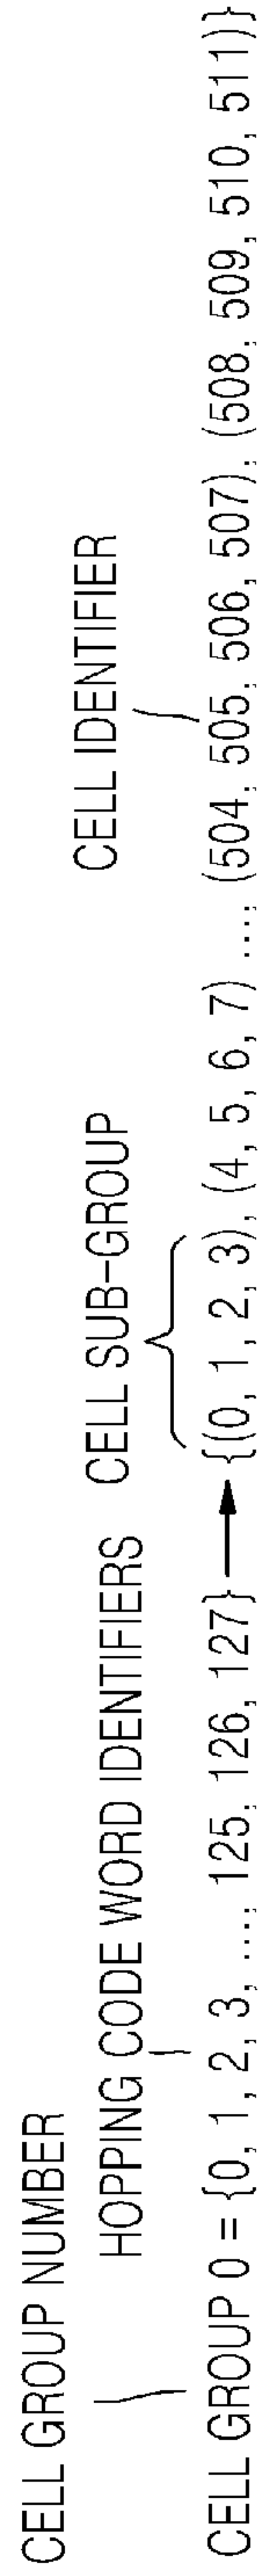 CELL GROUP NUMBER
HOPPING CODE WORD IDENTIFIERS
CELL SUB-GROUP
CELL IDENTIFIER
CELL GROUP 0 = {0, 1, 2, 3, ..., 125, 126, 127} → {(0, 1, 2, 3), (4, 5, 6, 7) ..., (504, 505, 506, 507), (508, 509, 510, 511)}